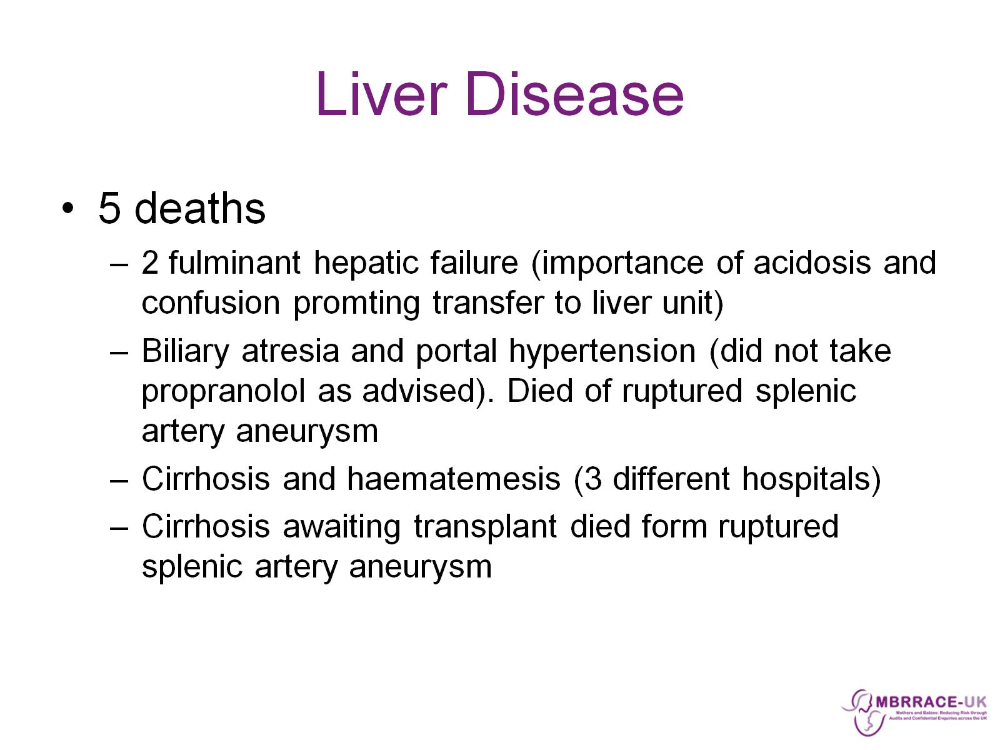 Liver Disease
• 5 deaths
– 2 fulminant hepatic failure (importance of acidosis and
confusion promting transfer to liver unit)
– Biliary atresia and portal hypertension (did not take
propranolol as advised). Died of ruptured splenic
artery aneurysm
– Cirrhosis and haematemesis (3 different hospitals)
– Cirrhosis awaiting transplant died form ruptured
splenic artery aneurysm
MBRRACE-UK
Mothers and Babies: Reducing Risk through
Audits and Confidential Enquiries across the UK